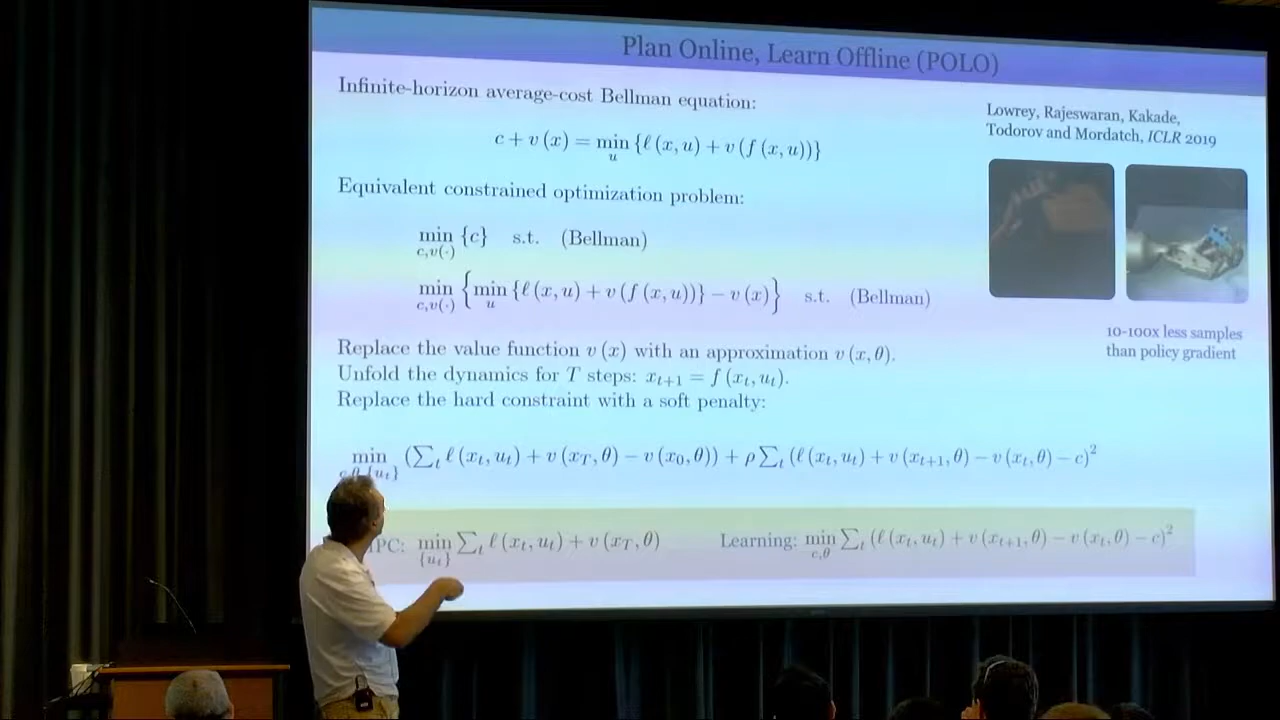 Plan Online, Learn Offline (POLO)
Infinite-horizon average-cost Bellman equation:
c + v (x) = min_u {ℓ (x, u) + v (f (x, u))}
Equivalent constrained optimization problem:
min_{c,v(·)} {c} s.t. (Bellman)
min_{c,v(·)} {min_u {ℓ (x, u) + v (f (x, u))} − v (x)} s.t. (Bellman)
Replace the value function v (x) with an approximation v (x, θ).
Unfold the dynamics for T steps: x_{t+1} = f (x_t, u_t).
Replace the hard constraint with a soft penalty:
min_{c,θ,{u_t}} (∑_t ℓ (x_t, u_t) + v (x_T, θ) − v (x_0, θ)) + ρ ∑_t (ℓ (x_t, u_t) + v (x_{t+1}, θ) − v (x_t, θ) − c)^2
PC: min_{{u_t}} ∑_t ℓ (x_t, u_t) + v (x_T, θ)
Learning: min_{c,θ} ∑_t (ℓ (x_t, u_t) + v (x_{t+1}, θ) − v (x_t, θ) − c)^2
Lowrey, Rajeswaran, Kakade,
Todorov and Mordatch, ICLR 2019
10-100x less samples
than policy gradient